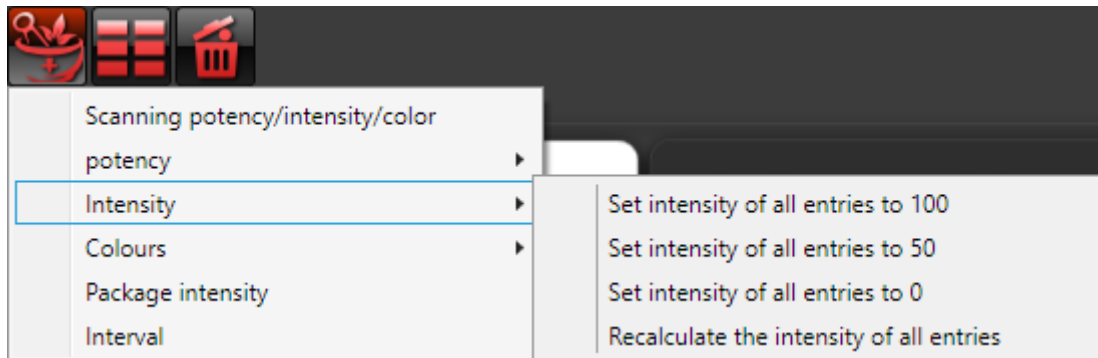 Scanning potency/intensity/color
potency
Intensity
Colours
Package intensity
Interval
Set intensity of all entries to 100
Set intensity of all entries to 50
Set intensity of all entries to 0
Recalculate the intensity of all entries